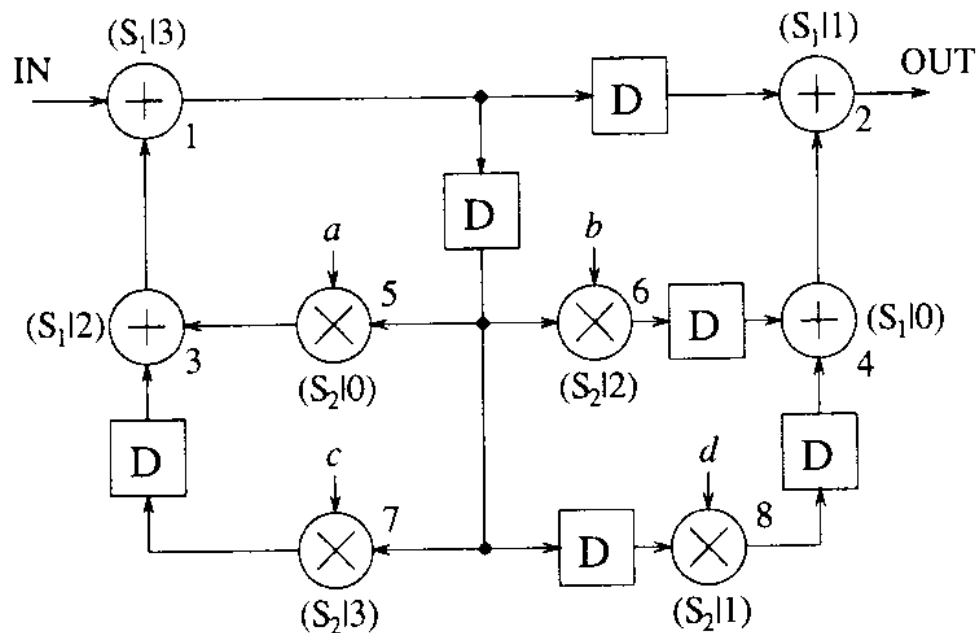 (S₁|3)
(S₁|1)
IN
+
1
D
+
2
OUT
D
a
b
(S₁|2)
+
3
×
5
×
6
D
+
(S₁|0)
4
(S₂|0)
(S₂|2)
D
c
d
D
×
7
D
×
8
(S₂|3)
(S₂|1)